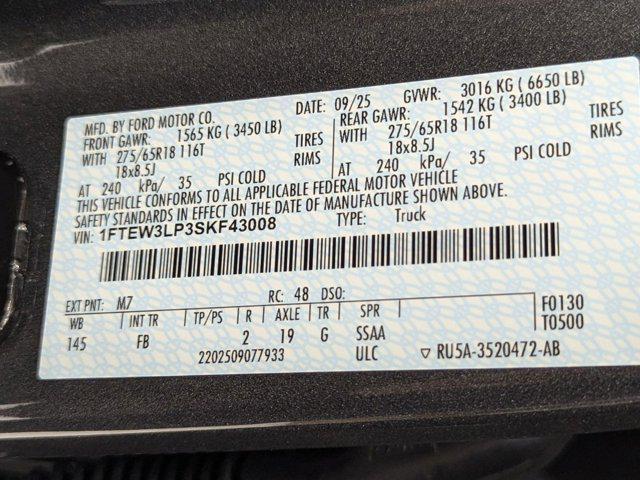 MFD. BY FORD MOTOR CO.
DATE: 09/25 GVWR: 3016 KG ( 6650 LB)
FRONT GAWR: 1565 KG ( 3450 LB) REAR GAWR: 1542 KG ( 3400 LB)
WITH 275/65R18 116T TIRES WITH 275/65R18 116T TIRES
18x8.5J RIMS 18x8.5J RIMS
AT 240 kPa/ 35 PSI COLD AT 240 kPa/ 35 PSI COLD
THIS VEHICLE CONFORMS TO ALL APPLICABLE FEDERAL MOTOR VEHICLE
SAFETY STANDARDS IN EFFECT ON THE DATE OF MANUFACTURE SHOWN ABOVE.
VIN: 1FTEW3LP3SKF43008 TYPE: Truck
EXT PNT: M7 RC: 48 DSO:
WB INT TR TP/PS R AXLE TR SPR F0130
145 FB 2 19 G SSAA T0500
2202509077933 ULC ▽ RU5A-3520472-AB